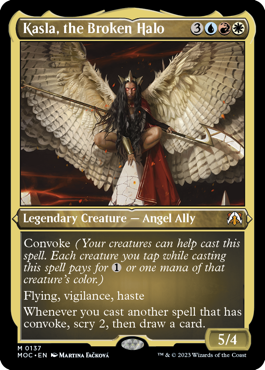 Kasla, the Broken Halo 3
Legendary Creature — Angel Ally
Convoke (Your creatures can help cast this
spell. Each creature you tap while casting
this spell pays for 1 or one mana of that
creature's color.)
Flying, vigilance, haste
Whenever you cast another spell that has
convoke, scry 2, then draw a card.
5/4
M 0137
MOC • EN MARTINA FAČKOVÁ
™ & © 2023 Wizards of the Coast